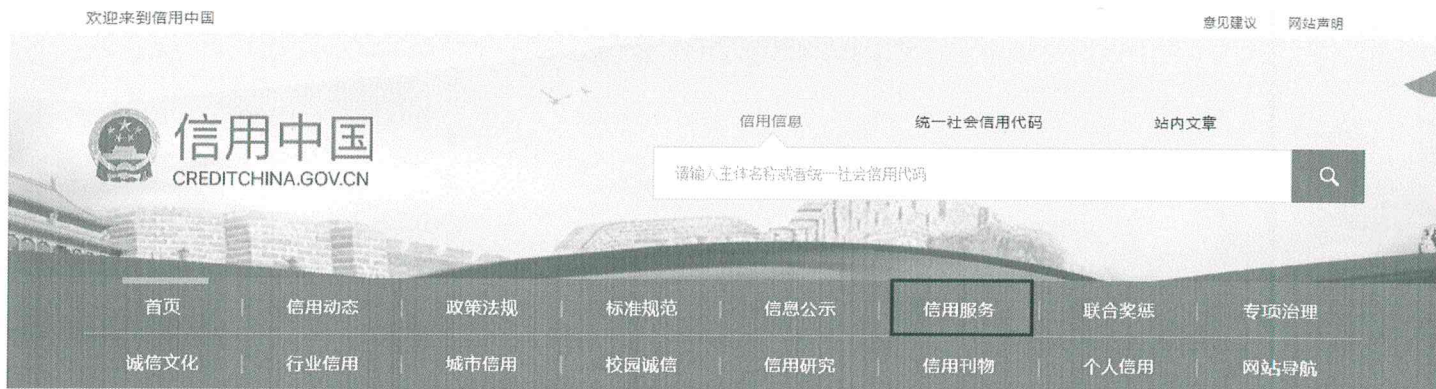 欢迎来到信用中国
意见建议 网站声明
信用信息 统一社会信用代码 站内文章
信用中国
CREDITCHINA.GOV.CN
请输入主体名称或者统一社会信用代码
首页 信用动态 政策法规 标准规范 信息公示 信用服务 联合奖惩 专项治理
诚信文化 行业信用 城市信用 校园诚信 信用研究 信用刊物 个人信用 网站导航